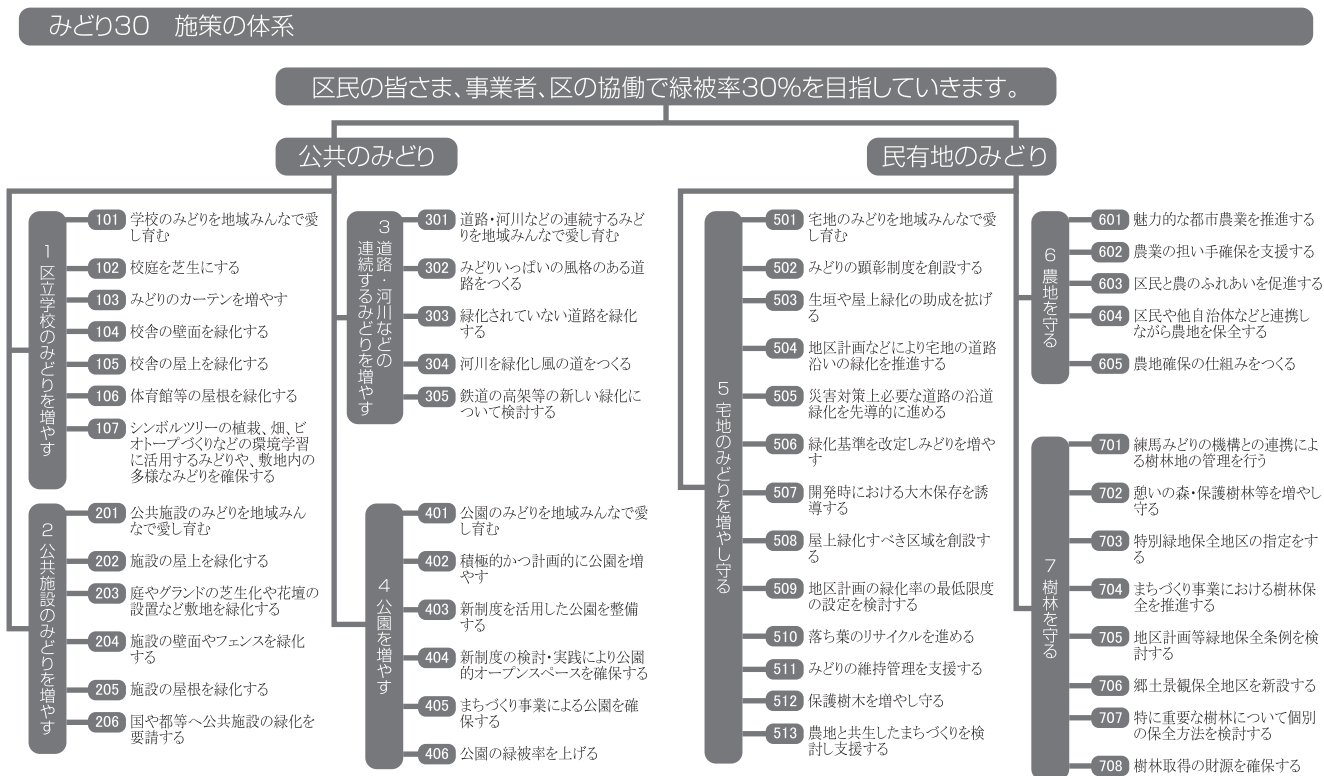 みどり30　施策の体系
区民の皆さま、事業者、区の協働で緑被率30%を目指していきます。
公共のみどり
1 区立学校のみどりを増やす
101 学校のみどりを地域みんなで愛
し育む
102 校庭を芝生にする
103 みどりのカーテンを増やす
104 校舎の壁面を緑化する
105 校舎の屋上を緑化する
106 体育館等の屋根を緑化する
107 シンボルツリーの植栽、畑、ビ
オトープづくりなどの環境学習
に活用するみどりや、敷地内の
多様なみどりを確保する
2 公共施設のみどりを増やす
201 公共施設のみどりを地域みん
なで愛し育む
202 施設の屋上を緑化する
203 庭やグランドの芝生化や花壇の
設置など敷地を緑化する
204 施設の壁面やフェンスを緑化
する
205 施設の屋根を緑化する
206 国や都等へ公共施設の緑化を
要請する
3 道路・河川などの
連続するみどりを増やす
301 道路・河川などの連続するみど
りを地域みんなで愛し育む
302 みどりいっぱいの風格のある道
路をつくる
303 緑化されていない道路を緑化
する
304 河川を緑化し風の道をつくる
305 鉄道の高架等の新しい緑化に
ついて検討する
4 公園を増やす
401 公園のみどりを地域みんなで愛
し育む
402 積極的かつ計画的に公園を増
やす
403 新制度を活用した公園を整備
する
404 新制度の検討・実践により公園
的オープンスペースを確保する
405 まちづくり事業による公園を確
保する
406 公園の緑被率を上げる
民有地のみどり
5 宅地のみどりを増やし守る
501 宅地のみどりを地域みんなで愛
し育む
502 みどりの顕彰制度を創設する
503 生垣や屋上緑化の助成を拡げ
る
504 地区計画などにより宅地の道路
沿いの緑化を推進する
505 災害対策上必要な道路の沿道
緑化を先導的に進める
506 緑化基準を改定しみどりを増や
す
507 開発時における大木保存を誘
導する
508 屋上緑化すべき区域を創設す
る
509 地区計画の緑化率の最低限度
の設定を検討する
510 落ち葉のリサイクルを進める
511 みどりの維持管理を支援する
512 保護樹木を増やし守る
513 農地と共生したまちづくりを検
討し支援する
6 農地を守る
601 魅力的な都市農業を推進する
602 農業の担い手確保を支援する
603 区民と農のふれあいを促進する
604 区民や他自治体などと連携し
ながら農地を保全する
605 農地確保の仕組みをつくる
7 樹林を守る
701 練馬みどりの機構との連携によ
る樹林地の管理を行う
702 憩いの森・保護樹林等を増やし
守る
703 特別緑地保全地区の指定をす
る
704 まちづくり事業における樹林保
全を推進する
705 地区計画等緑地保全条例を検
討する
706 郷土景観保全地区を新設する
707 特に重要な樹林について個別
の保全方法を検討する
708 樹林取得の財源を確保する